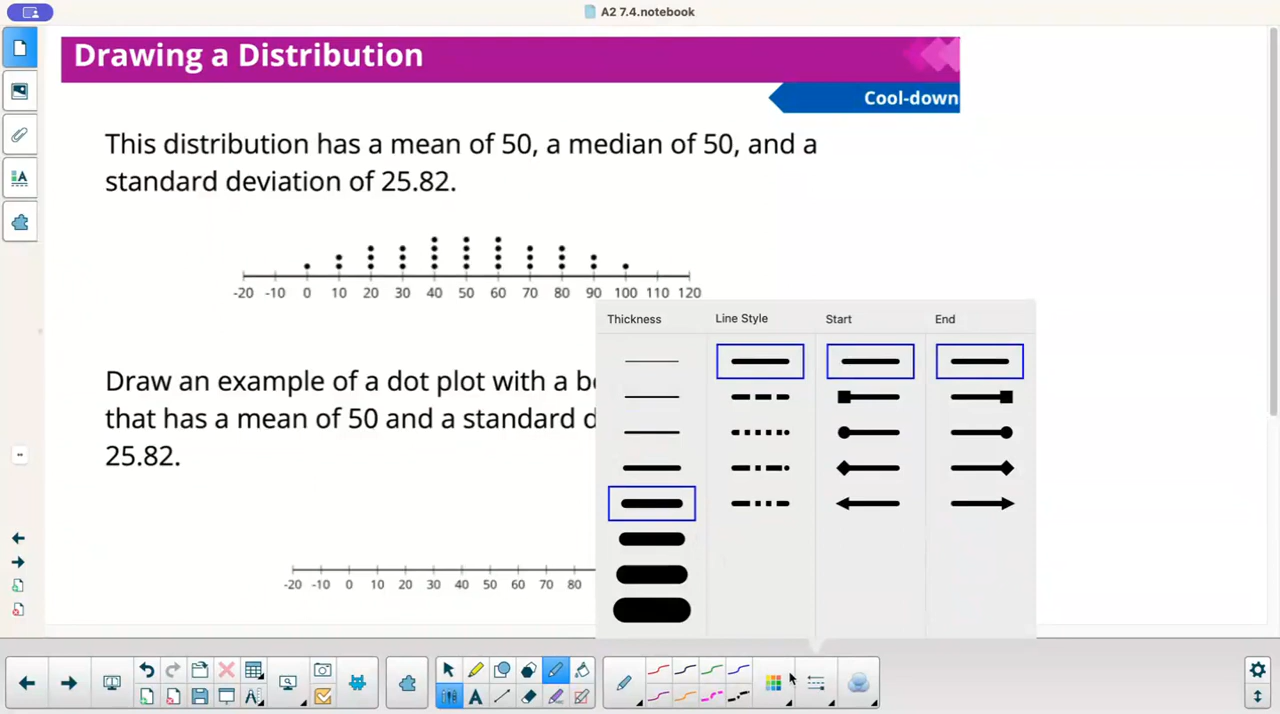 A2 7.4.notebook
Drawing a Distribution
Cool-down
This distribution has a mean of 50, a median of 50, and a
standard deviation of 25.82.
-20 -10 0 10 20 30 40 50 60 70 80 90 100 110 120
Thickness Line Style Start End
Draw an example of a dot plot with a
that has a mean of 50 and a standard
25.82.
-20 -10 0 10 20 30 40 50 60 70 80